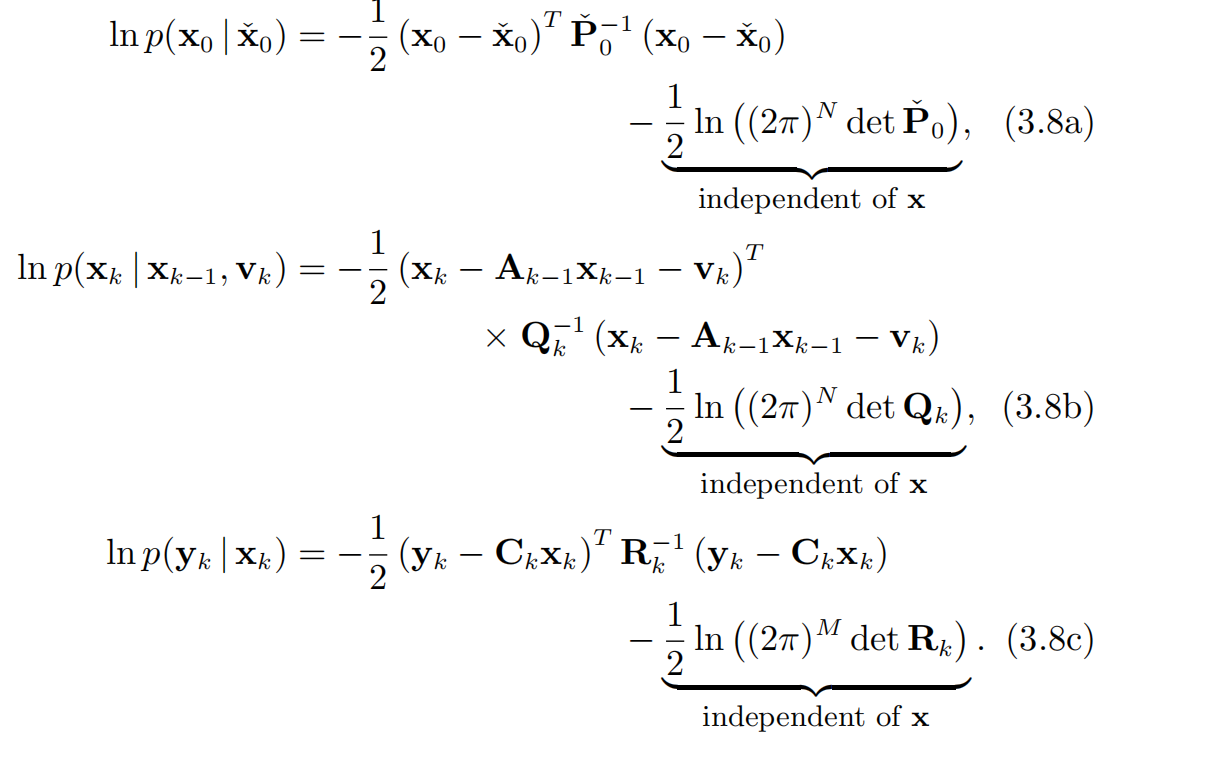 ln p(x₀ | x̌₀) = −1/2 (x₀ − x̌₀)ᵀ P̌₀⁻¹ (x₀ − x̌₀)
− 1/2 ln((2π)ᴺ det P̌₀), (3.8a)
independent of x
ln p(xₖ | xₖ₋₁, vₖ) = −1/2 (xₖ − Aₖ₋₁xₖ₋₁ − vₖ)ᵀ
× Qₖ⁻¹ (xₖ − Aₖ₋₁xₖ₋₁ − vₖ)
− 1/2 ln((2π)ᴺ det Qₖ), (3.8b)
independent of x
ln p(yₖ | xₖ) = −1/2 (yₖ − Cₖxₖ)ᵀ Rₖ⁻¹ (yₖ − Cₖxₖ)
− 1/2 ln((2π)ᴹ det Rₖ). (3.8c)
independent of x